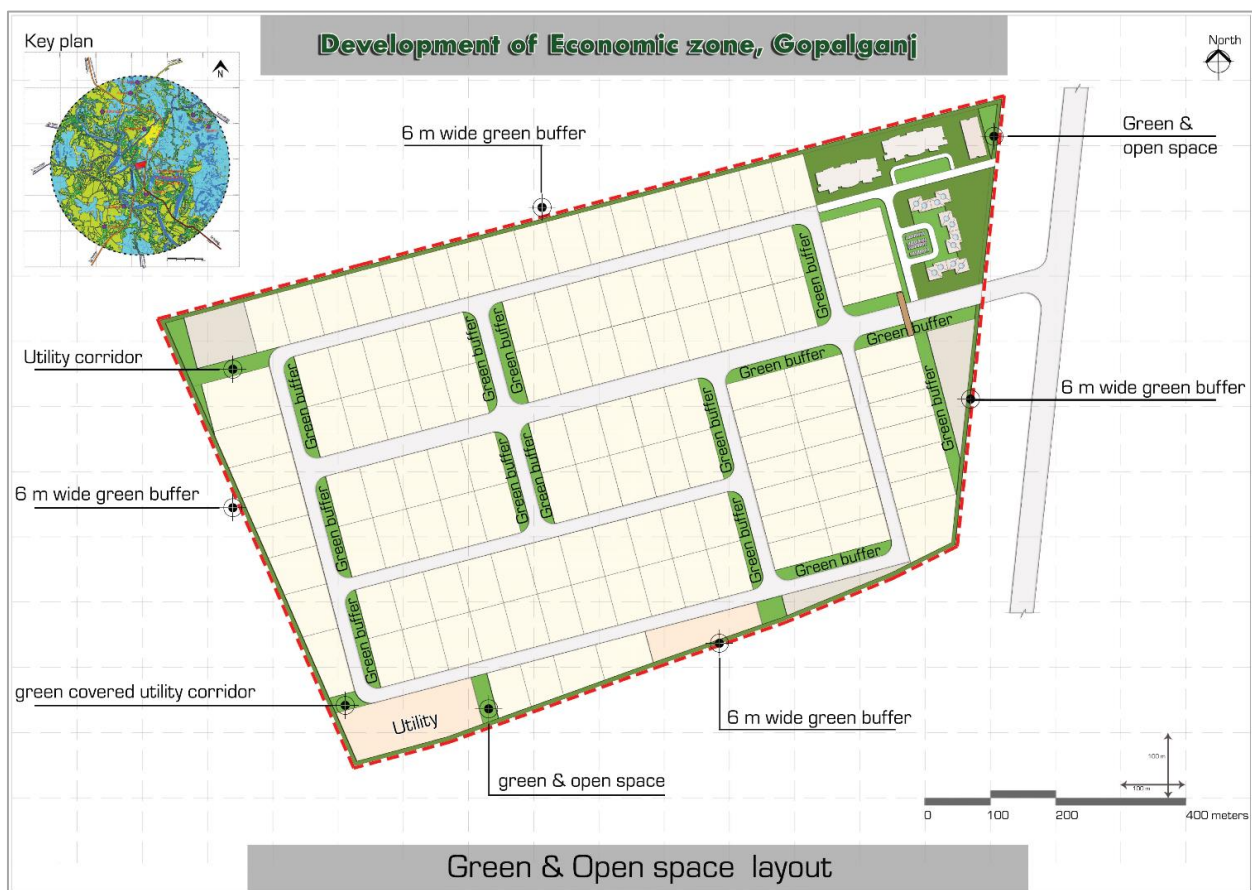 Development of Economic zone, Gopalganj
Key plan
N
North
6 m wide green buffer
Green &
open space
Green buffer
Green buffer
Green buffer
Green buffer
Green buffer
Green buffer
Utility corridor
Green buffer
6 m wide green buffer
Green buffer
Green buffer
Green buffer
Green buffer
6 m wide green buffer
Green buffer
Green buffer
Green buffer
Green buffer
green covered utility corridor
Utility
6 m wide green buffer
green & open space
100 m
100 m
0
100
200
400 meters
Green & Open space layout